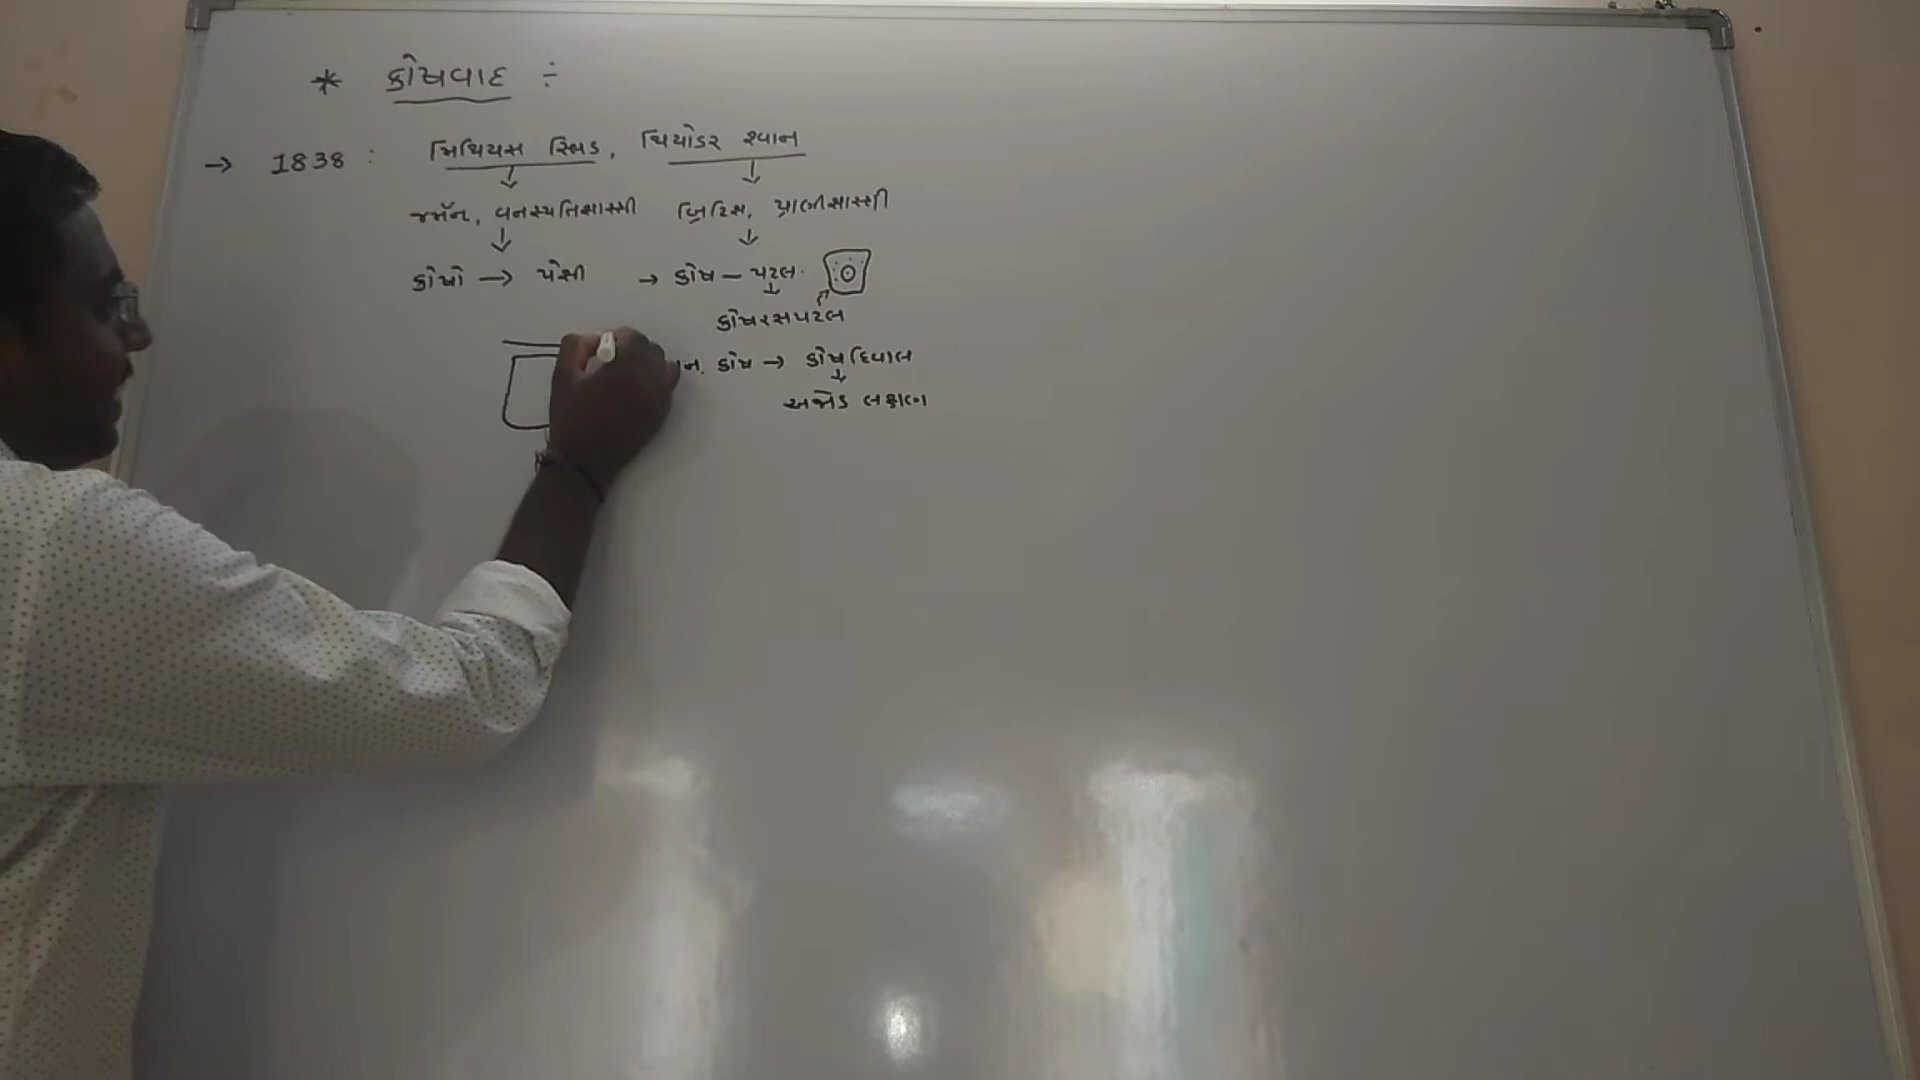 * કોષવાદ ÷
→ 1838 : મિથિયસ સ્લિડ, થિયોડર શ્વાન
જર્મન, વનસ્પતિશાસ્ત્રી બ્રિટિશ, પ્રાણીશાસ્ત્રી
કોષો → પેશી → કોષ – પટલ
કોષરસપટલ
કોષ → કોષદિવાલ
અજોડ લક્ષણ